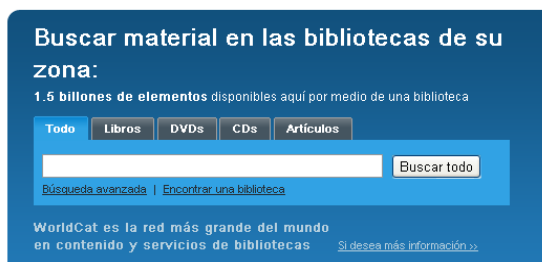 Buscar material en las bibliotecas de su
zona:
1.5 billones de elementos disponibles aquí por medio de una biblioteca
Todo Libros DVDs CDs Artículos
Buscar todo
Búsqueda avanzada | Encontrar una biblioteca
WorldCat es la red más grande del mundo
en contenido y servicios de bibliotecas Si desea más información >>